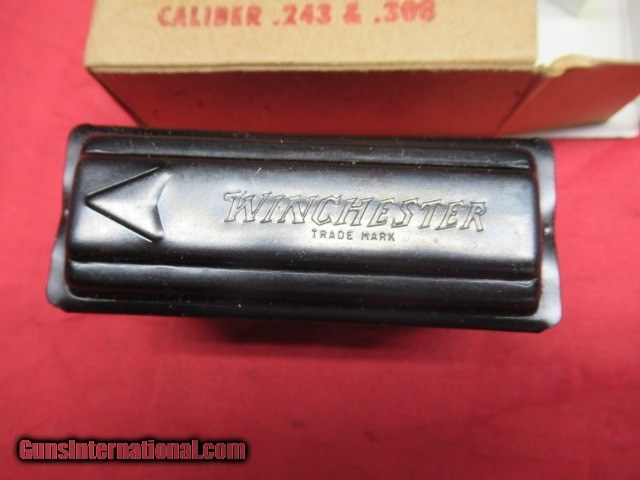 CALIBER .243 & .308
WINCHESTER
TRADE MARK
GunsInternational.com